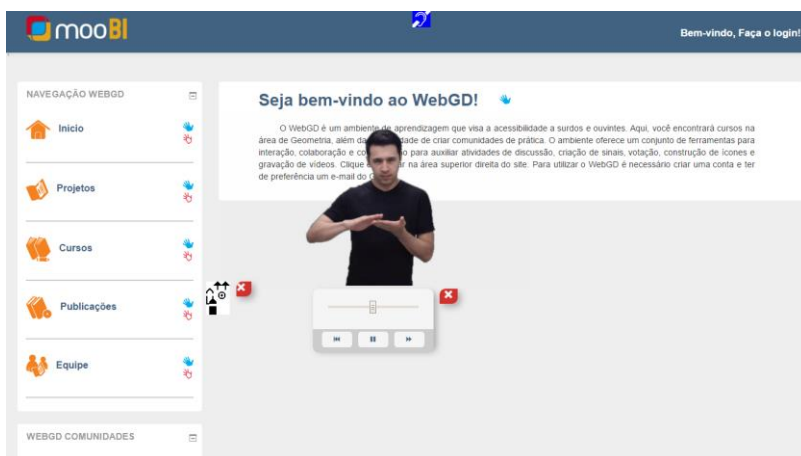 mooBI
Bem-vindo, Faça o login!
NAVEGAÇÃO WEBGD
Início
Projetos
Cursos
Publicações
Equipe
WEBGD COMUNIDADES
Seja bem-vindo ao WebGD!
O WebGD é um ambiente de aprendizagem que visa a acessibilidade a surdos e ouvintes. Aqui, você encontrará cursos na
área de Geometria, além da dade de criar comunidades de prática. O ambiente oferece um conjunto de ferramentas para
interação, colaboração e co ão para auxiliar atividades de discussão, criação de sinais, votação, construção de ícones e
gravação de vídeos. Clique r na área superior direita do site. Para utilizar o WebGD é necessário criar uma conta e ter
de preferência um e-mail do